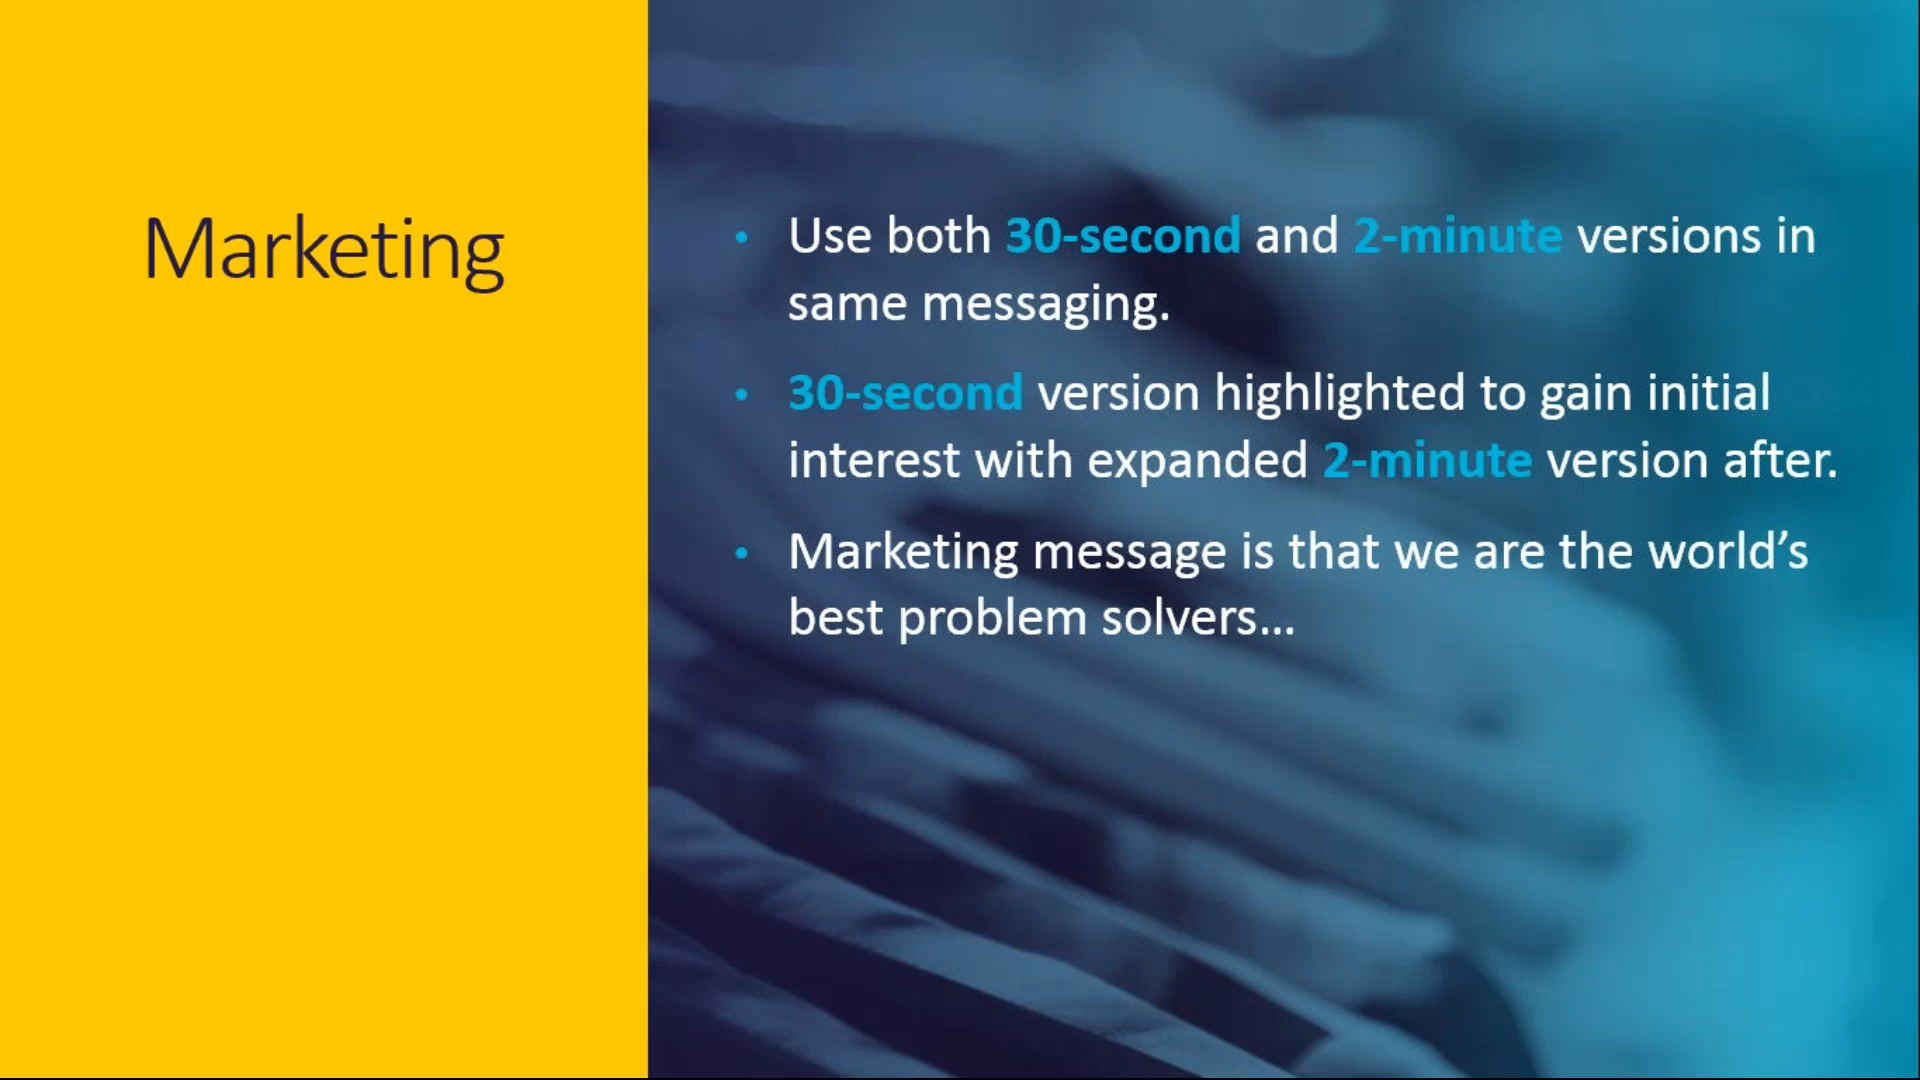 Marketing
• Use both 30-second and 2-minute versions in
same messaging.
• 30-second version highlighted to gain initial
interest with expanded 2-minute version after.
• Marketing message is that we are the world’s
best problem solvers…